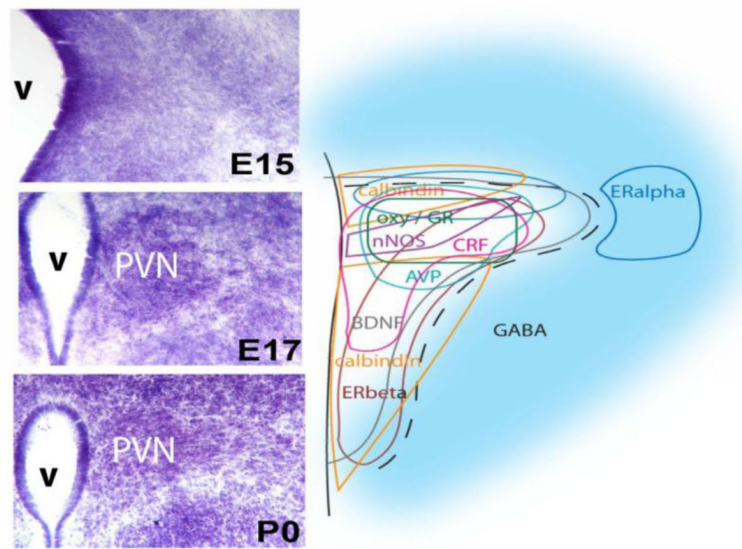 V
E15
V
PVN
E17
PVN
V
P0
calbindin
ERalpha
oxy / GR
nNOS
CRF
AVP
BDNF
GABA
calbindin
ERbeta